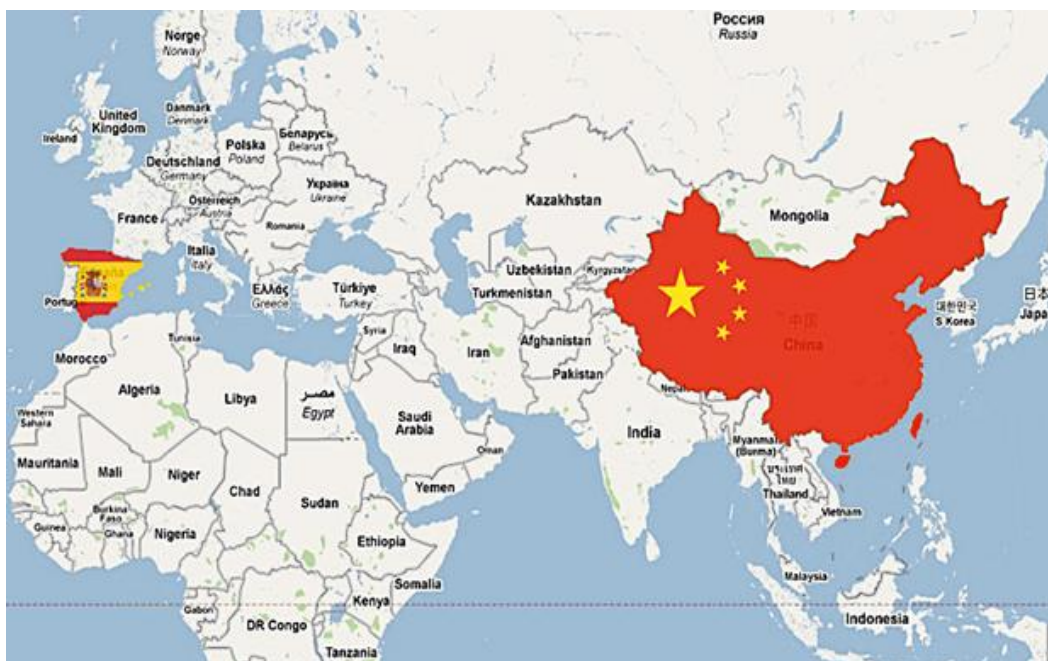 Россия
Russia
Norge
Norway
United
Kingdom
Ireland
Danmark
Denmark
Беларусь
Belarus
Polska
Poland
Deutschland
Germany
Україна
Ukraine
Österreich
Austria
France
Romania
Kazakhstan
Mongolia
Italia
Italy
Uzbekistan
Kyrgyzstan
España
Ελλάς
Greece
Türkiye
Turkey
Turkmenistan
Portug
日本
Japa
대한민국
S Korea
中国
China
Tunisia
Syria
Iraq
Iran
Afghanistan
Morocco
Pakistan
Nepal
Algeria
Libya
مصر
Egypt
Western
Sahara
Saudi
Arabia
India
Oman
Myanmar
(Burma)
Mauritania
Mali
Niger
Chad
Sudan
Yemen
ประเทศ
ไทย
Thailand
Vietnam
Burkina
Faso
Guinea
Ghana
Nigeria
Ethiopia
Somalia
Malaysia
Gabon
Kenya
DR Congo
Indonesia
Tanzania